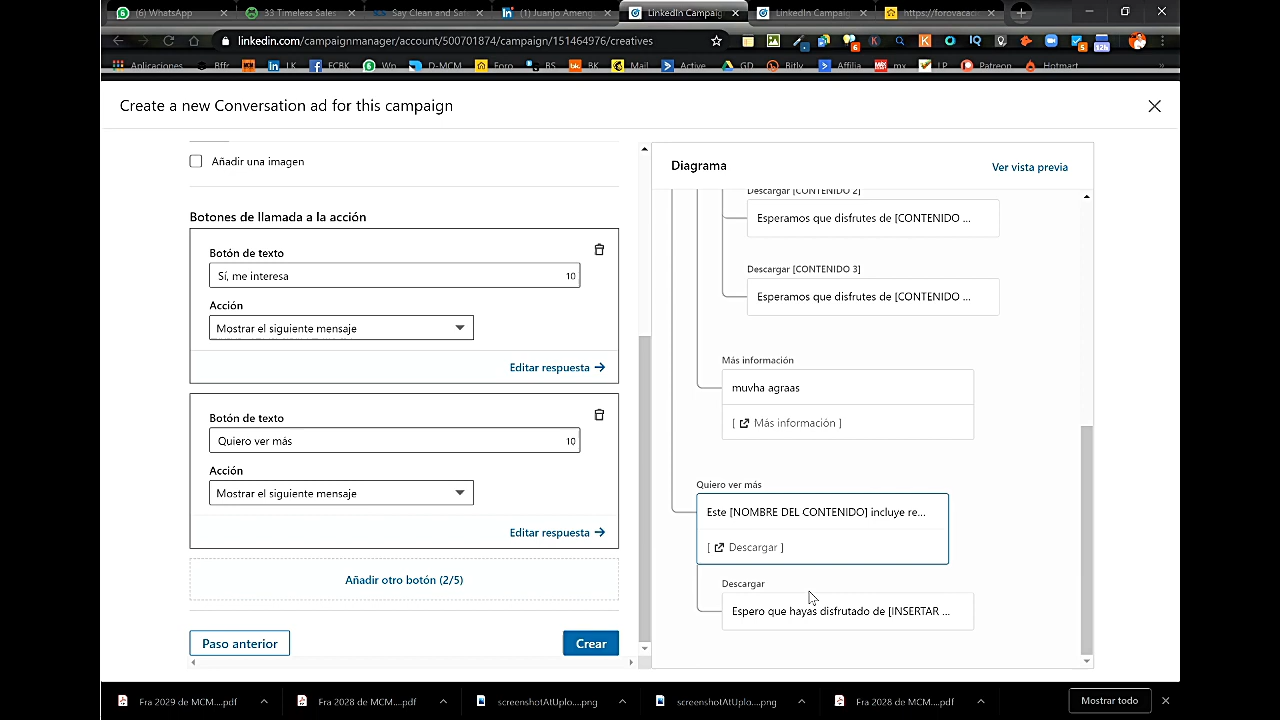 (6) WhatsApp
33 Timeless Sales
Say Clean and Saf
(1) Juanjo Ameng
LinkedIn Campaig
LinkedIn Campaig
https://forovacad
linkedin.com/campaignmanager/account/500701874/campaign/151464976/creatives
Aplicaciones
Bffr
LK
FCBK
Wp
D-MCM
Foro
BS
BK
Mail
Active
GD
Bitly
Affilia
mx
LP
Patreon
Hotmart
Create a new Conversation ad for this campaign
Añadir una imagen
Botones de llamada a la acción
Botón de texto
Sí, me interesa 10
Acción
Mostrar el siguiente mensaje
Editar respuesta →
Botón de texto
Quiero ver más 10
Acción
Mostrar el siguiente mensaje
Editar respuesta →
Añadir otro botón (2/5)
Paso anterior
Crear
Diagrama
Ver vista previa
Descargar [CONTENIDO 2]
Esperamos que disfrutes de [CONTENIDO ...
Descargar [CONTENIDO 3]
Esperamos que disfrutes de [CONTENIDO ...
Más información
muvha agraas
[ Más información ]
Quiero ver más
Este [NOMBRE DEL CONTENIDO] incluye re...
[ Descargar ]
Descargar
Espero que hayas disfrutado de [INSERTAR ...
Fra 2029 de MCM....pdf
Fra 2028 de MCM....pdf
screenshotAtUplo....png
screenshotAtUplo....png
Fra 2028 de MCM....pdf
Mostrar todo